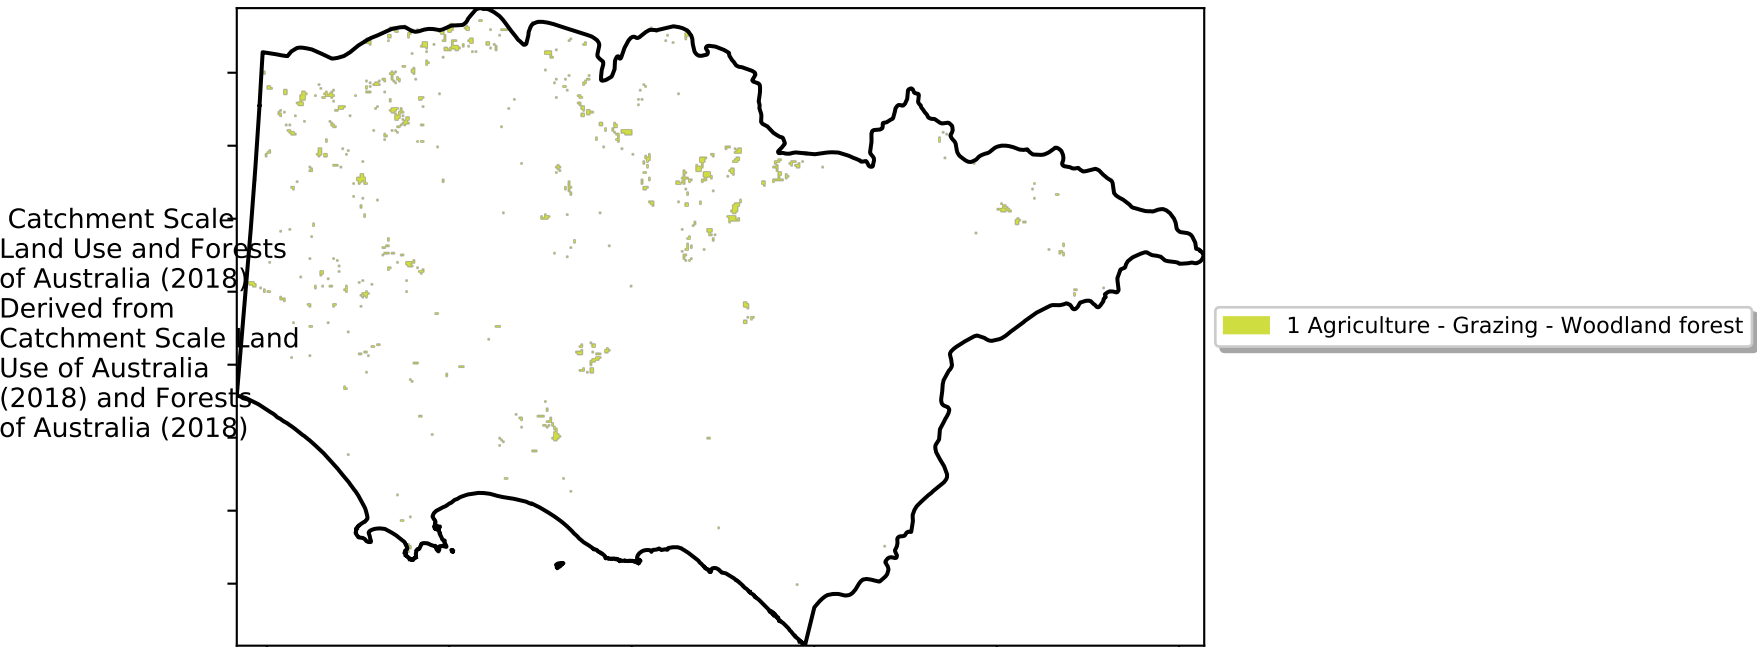 Catchment Scale
Land Use and Forests
of Australia (2018)
Derived from
Catchment Scale Land
Use of Australia
(2018) and Forests
of Australia (2018)
1 Agriculture - Grazing - Woodland forest